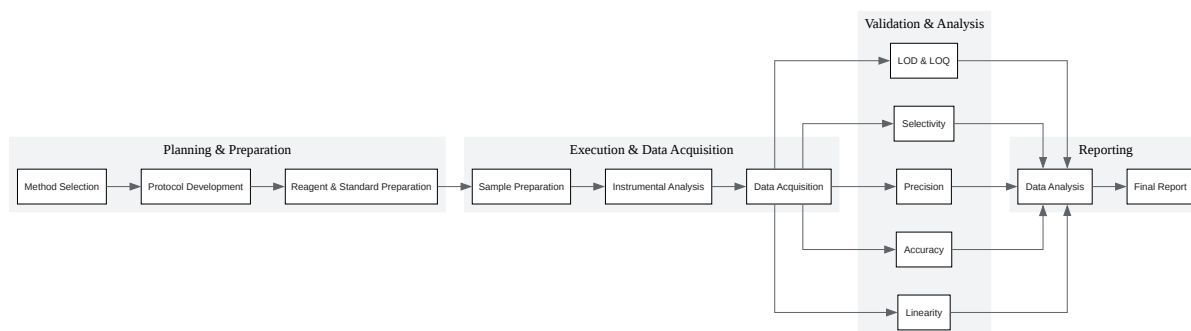 Planning & Preparation
Method Selection
Protocol Development
Reagent & Standard Preparation
Execution & Data Acquisition
Sample Preparation
Instrumental Analysis
Data Acquisition
Validation & Analysis
LOD & LOQ
Selectivity
Precision
Accuracy
Linearity
Reporting
Data Analysis
Final Report